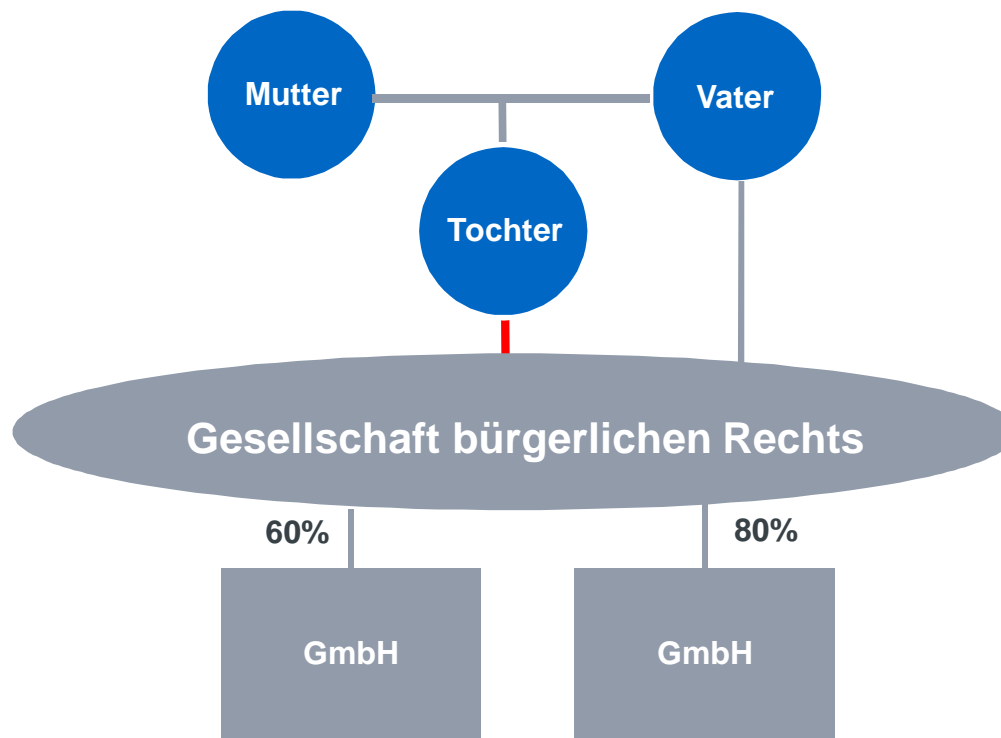 Mutter
Vater
Tochter
Gesellschaft bürgerlichen Rechts
60%
80%
GmbH
GmbH